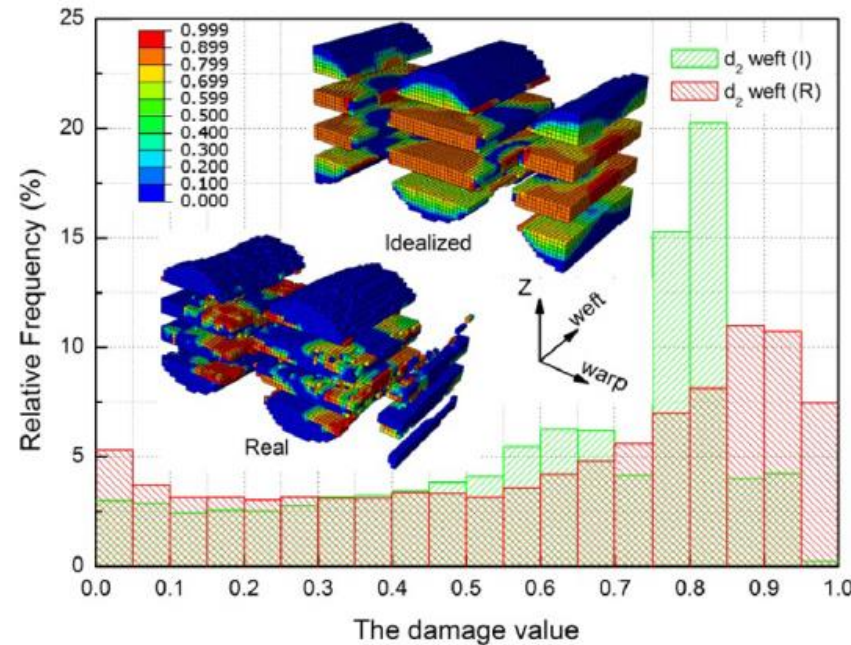 25
20
15
10
5
0
Relative Frequency (%)
0.999
0.899
0.799
0.699
0.599
0.500
0.400
0.300
0.200
0.100
0.000
d₂ weft (I)
d₂ weft (R)
Idealized
Real
Z
weft
warp
0.0 0.1 0.2 0.3 0.4 0.5 0.6 0.7 0.8 0.9 1.0
The damage value